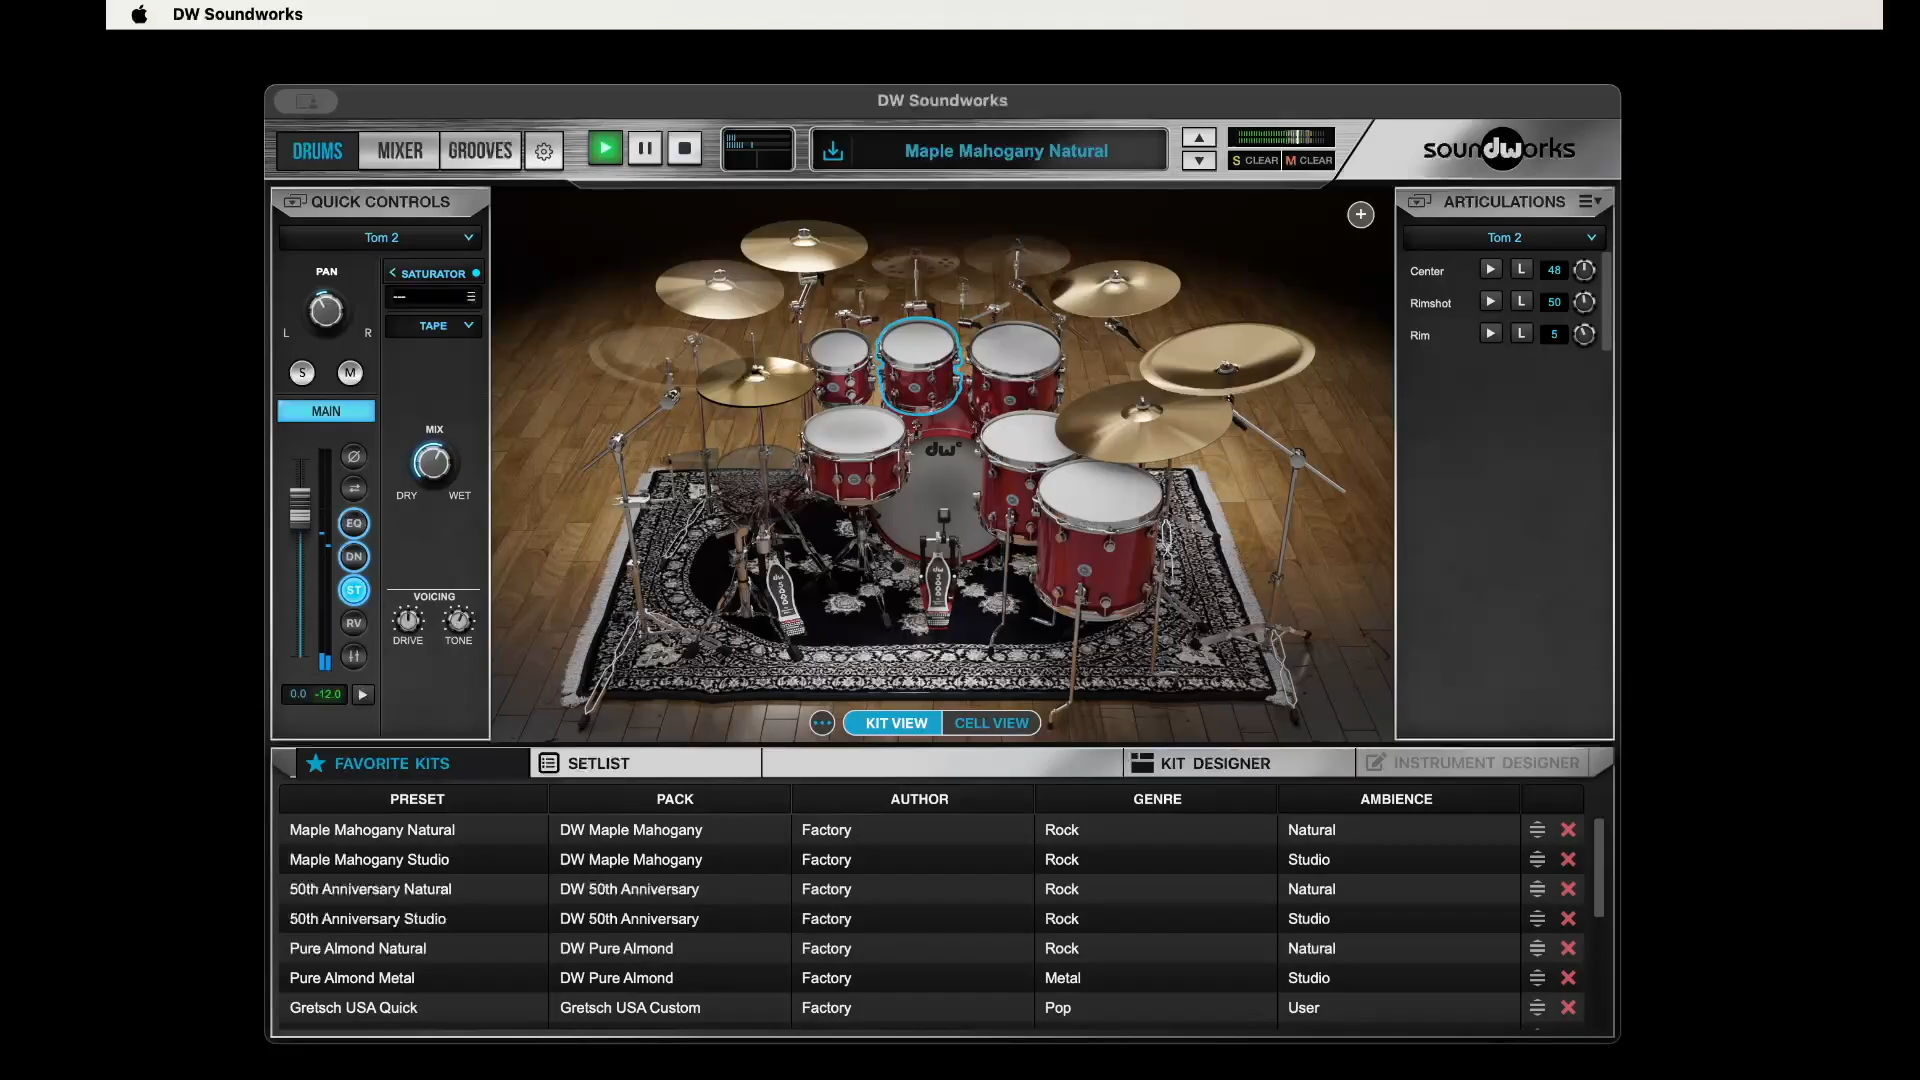 DW Soundworks
DW Soundworks
DRUMS
MIXER
GROOVES
Maple Mahogany Natural
S CLEAR
M CLEAR
soundworks
QUICK CONTROLS
Tom 2
PAN
L
R
S
M
MAIN
< SATURATOR
---
TAPE
MIX
DRY
WET
EQ
DN
ST
RV
VOICING
DRIVE
TONE
0.0 -12.0
dw
KIT VIEW
CELL VIEW
ARTICULATIONS
Tom 2
Center L 48
Rimshot L 50
Rim L 5
FAVORITE KITS
SETLIST
KIT DESIGNER
INSTRUMENT DESIGNER
PRESET PACK AUTHOR GENRE AMBIENCE
Maple Mahogany Natural DW Maple Mahogany Factory Rock Natural
Maple Mahogany Studio DW Maple Mahogany Factory Rock Studio
50th Anniversary Natural DW 50th Anniversary Factory Rock Natural
50th Anniversary Studio DW 50th Anniversary Factory Rock Studio
Pure Almond Natural DW Pure Almond Factory Rock Natural
Pure Almond Metal DW Pure Almond Factory Metal Studio
Gretsch USA Quick Gretsch USA Custom Factory Pop User